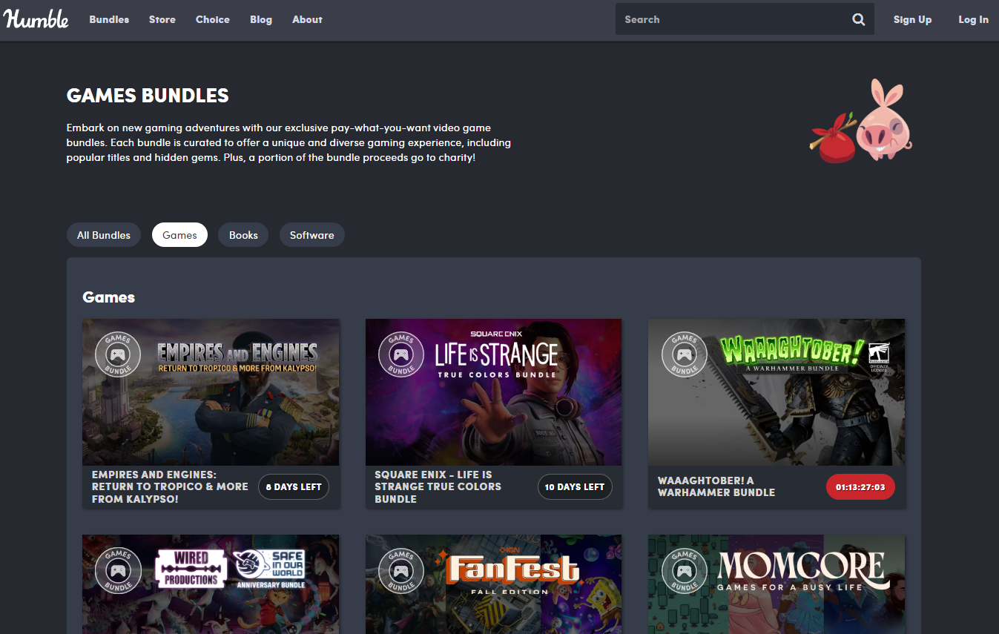 Humble
Bundles
Store
Choice
Blog
About
Search
Sign Up
Log In
GAMES BUNDLES
Embark on new gaming adventures with our exclusive pay-what-you-want video game
bundles. Each bundle is curated to offer a unique and diverse gaming experience, including
popular titles and hidden gems. Plus, a portion of the bundle proceeds go to charity!
All Bundles
Games
Books
Software
Games
GAMES
BUNDLE
EMPIRES AND ENGINES
RETURN TO TROPICO & MORE FROM KALYPSO!
EMPIRES AND ENGINES:
RETURN TO TROPICO & MORE
FROM KALYPSO!
8 DAYS LEFT
GAMES
BUNDLE
SQUARE ENIX
LIFE IS STRANGE
TRUE COLORS BUNDLE
SQUARE ENIX - LIFE IS
STRANGE TRUE COLORS
BUNDLE
10 DAYS LEFT
GAMES
BUNDLE
WAAAGHTOBER!
A WARHAMMER BUNDLE
OFFICIALLY
LICENSED
WAAAGHTOBER! A
WARHAMMER BUNDLE
01:13:27:03
GAMES
BUNDLE
WIRED
PRODUCTIONS
SAFE
IN OUR
WORLD
ANNIVERSARY BUNDLE
GAMES
BUNDLE
IGN
FanFest
FALL EDITION
GAMES
BUNDLE
MOMCORE
GAMES FOR A BUSY LIFE